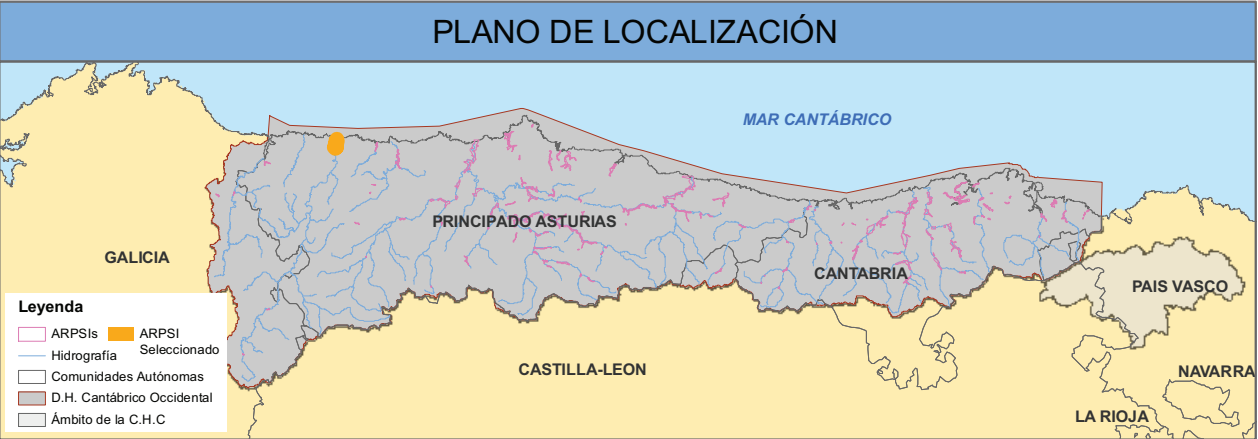 PLANO DE LOCALIZACIÓN
MAR CANTÁBRICO
PRINCIPADO ASTURIAS
GALICIA
CANTABRIA
PAIS VASCO
CASTILLA-LEON
NAVARRA
LA RIOJA
Leyenda
ARPSIs
ARPSI
Seleccionado
Hidrografía
Comunidades Autónomas
D.H. Cantábrico Occidental
Ámbito de la C.H.C